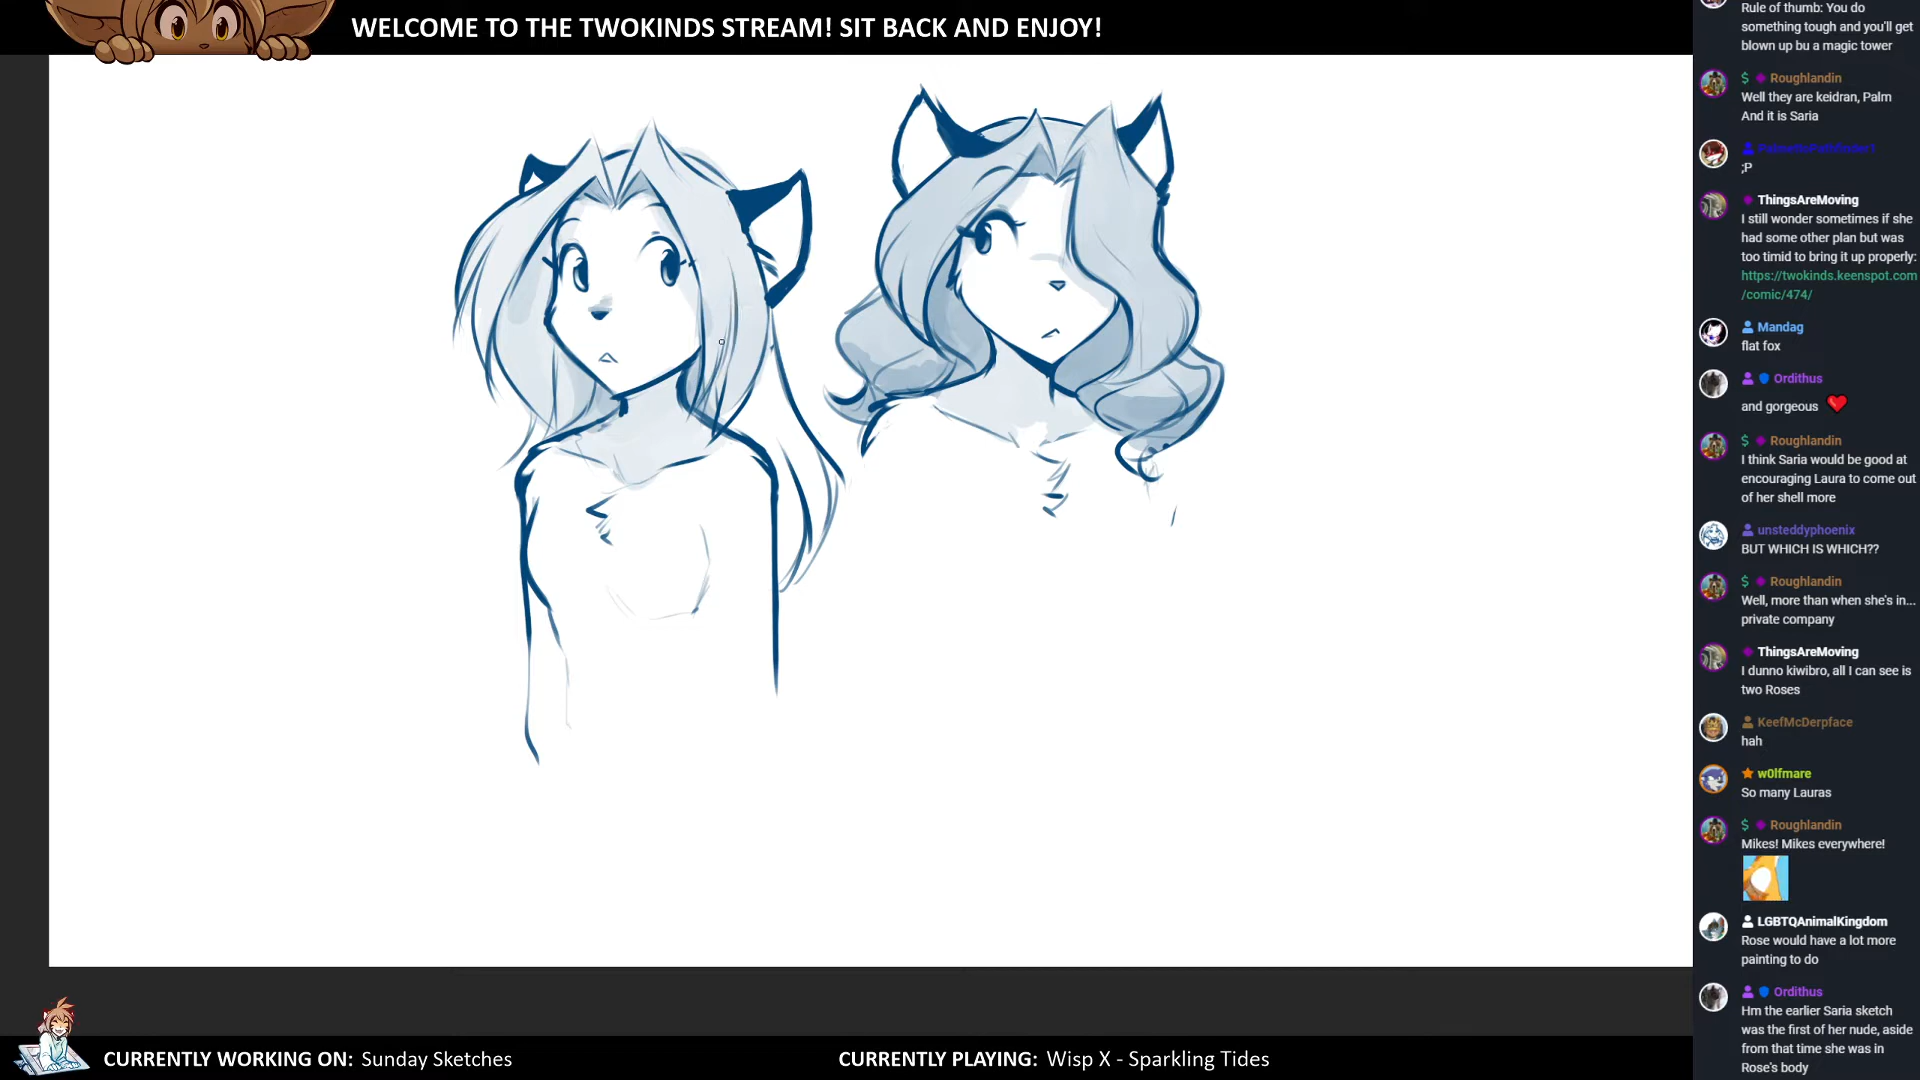 WELCOME TO THE TWOKINDS STREAM! SIT BACK AND ENJOY!
Rule of thumb: You do
something tough and you'll get
blown up bu a magic tower
Roughlandin
Well they are keidran, Palm
And it is Saria
PalmettoPathfinder1
;P
ThingsAreMoving
I still wonder sometimes if she
had some other plan but was
too timid to bring it up properly:
https://twokinds.keenspot.com
/comic/474/
Mandag
flat fox
Ordithus
and gorgeous
Roughlandin
I think Saria would be good at
encouraging Laura to come out
of her shell more
unsteddyphoenix
BUT WHICH IS WHICH??
Roughlandin
Well, more than when she's in...
private company
ThingsAreMoving
I dunno kiwibro, all I can see is
two Roses
KeefMcDerpface
hah
w0lfmare
So many Lauras
Roughlandin
Mikes! Mikes everywhere!
LGBTQAnimalKingdom
Rose would have a lot more
painting to do
Ordithus
Hm the earlier Saria sketch
was the first of her nude, aside
from that time she was in
Rose's body
CURRENTLY WORKING ON: Sunday Sketches
CURRENTLY PLAYING: Wisp X - Sparkling Tides